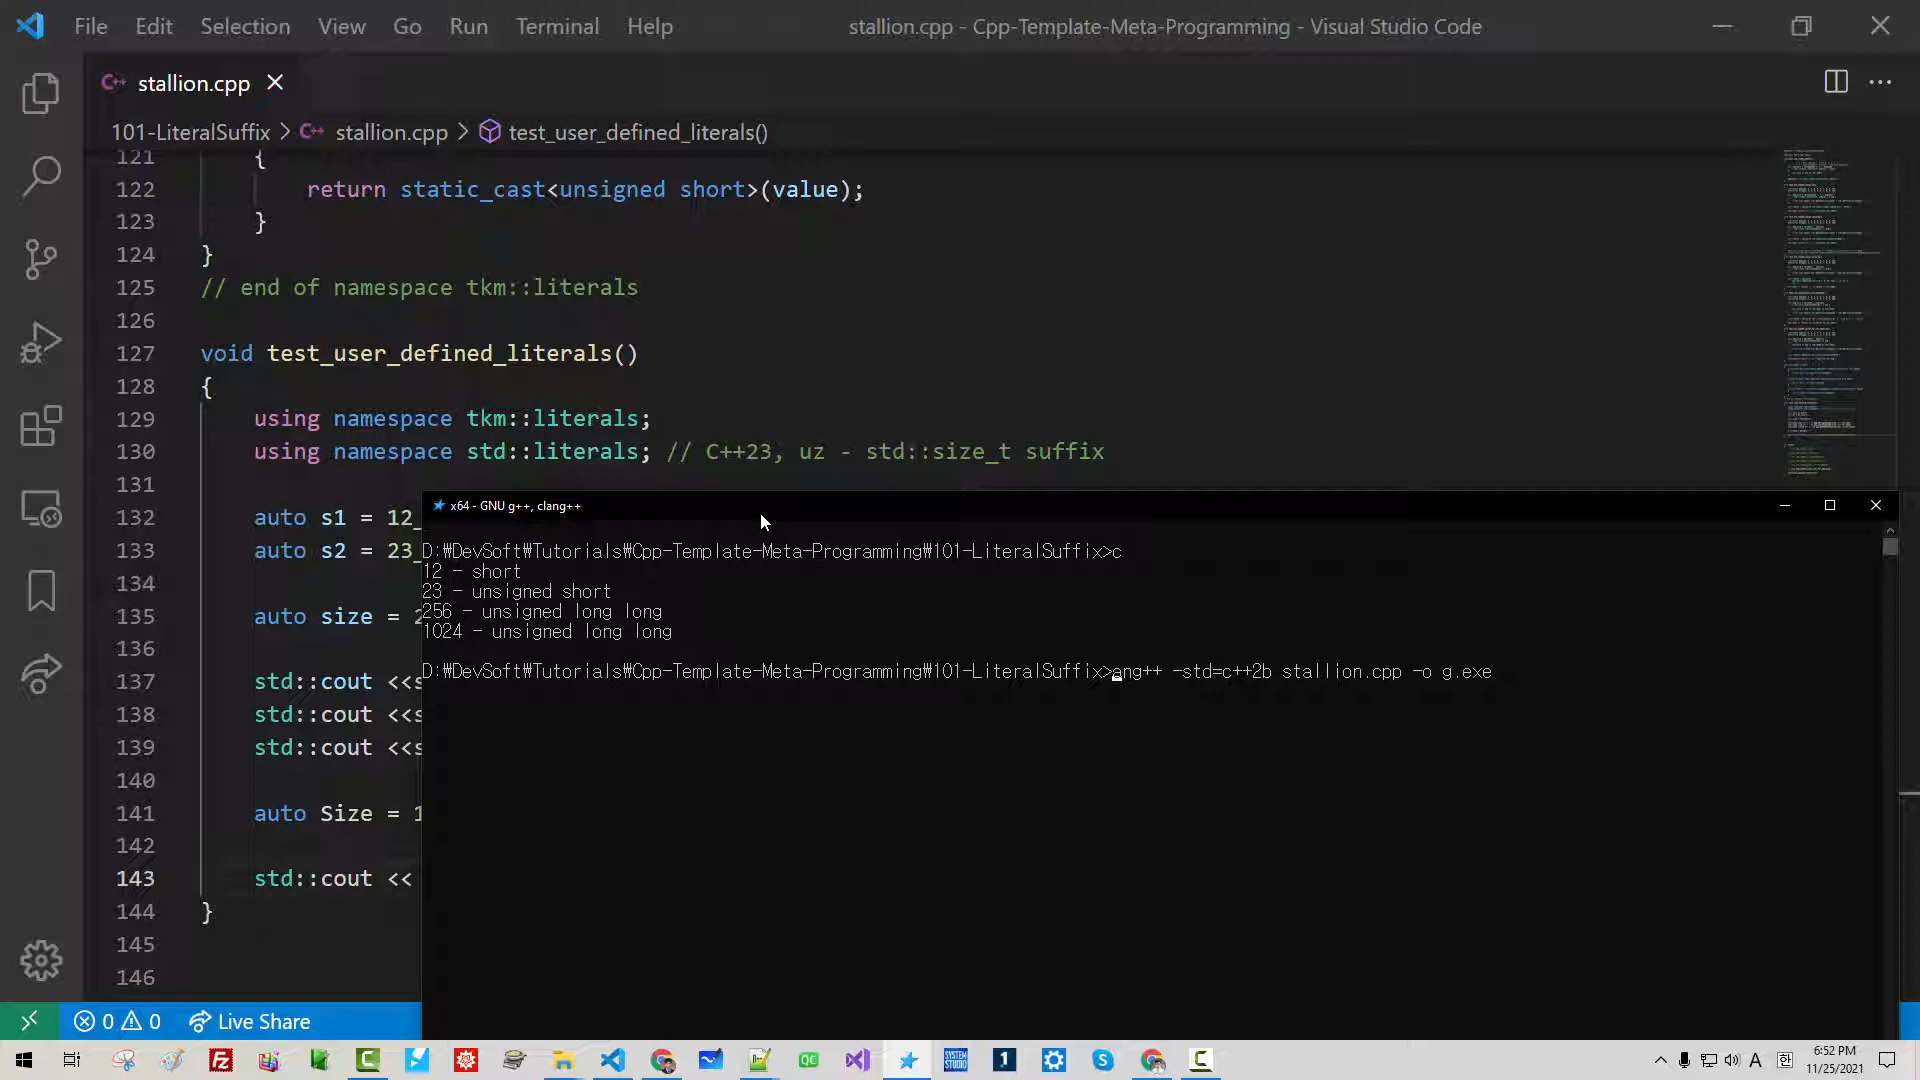 File Edit Selection View Go Run Terminal Help stallion.cpp - Cpp-Template-Meta-Programming - Visual Studio Code
C++ stallion.cpp
101-LiteralSuffix > C++ stallion.cpp > test_user_defined_literals()
121 {
122 return static_cast<unsigned short>(value);
123 }
124 }
125 // end of namespace tkm::literals
126
127 void test_user_defined_literals()
128 {
129 using namespace tkm::literals;
130 using namespace std::literals; // C++23, uz - std::size_t suffix
131
132 auto s1 = 12_
133 auto s2 = 23_
134
135 auto size = 2
136
137 std::cout <<s
138 std::cout <<s
139 std::cout <<s
140
141 auto Size = 1
142
143 std::cout <<
144 }
145
146
x64 - GNU g++, clang++
D:₩DevSoft₩Tutorials₩Cpp-Template-Meta-Programming₩101-LiteralSuffix>c
12 - short
23 - unsigned short
256 - unsigned long long
1024 - unsigned long long
D:₩DevSoft₩Tutorials₩Cpp-Template-Meta-Programming₩101-LiteralSuffix>ang++ -std=c++2b stallion.cpp -o g.exe
0 0 Live Share
QC
SYSTEM STUDIO
1
A 한
6:52 PM
11/25/2021